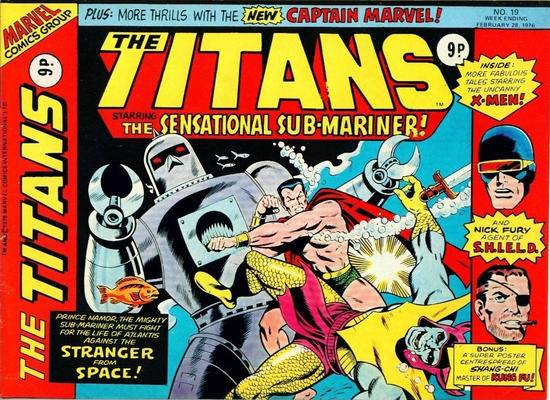 MARVEL
COMICS GROUP
9p.
THE TITANS
PLUS: MORE THRILLS WITH THE NEW CAPTAIN MARVEL!
NO. 19
WEEK ENDING
FEBRUARY 28, 1976
THE
TITANS
9p
TM
STARRING
THE SENSATIONAL SUB-MARINER!
INSIDE:
MORE FABULOUS
TALES STARRING
THE UNCANNY
X-MEN!
AND
NICK FURY
AGENT OF
S.H.I.E.L.D.
PRINCE NAMOR, THE MIGHTY
SUB-MARINER MUST FIGHT
FOR THE LIFE OF ATLANTIS
AGAINST THE
STRANGER
FROM
SPACE!
BONUS:
A SUPER POSTER
CENTRESPREAD OF
SHANG-CHI
MASTER OF KUNG FU!